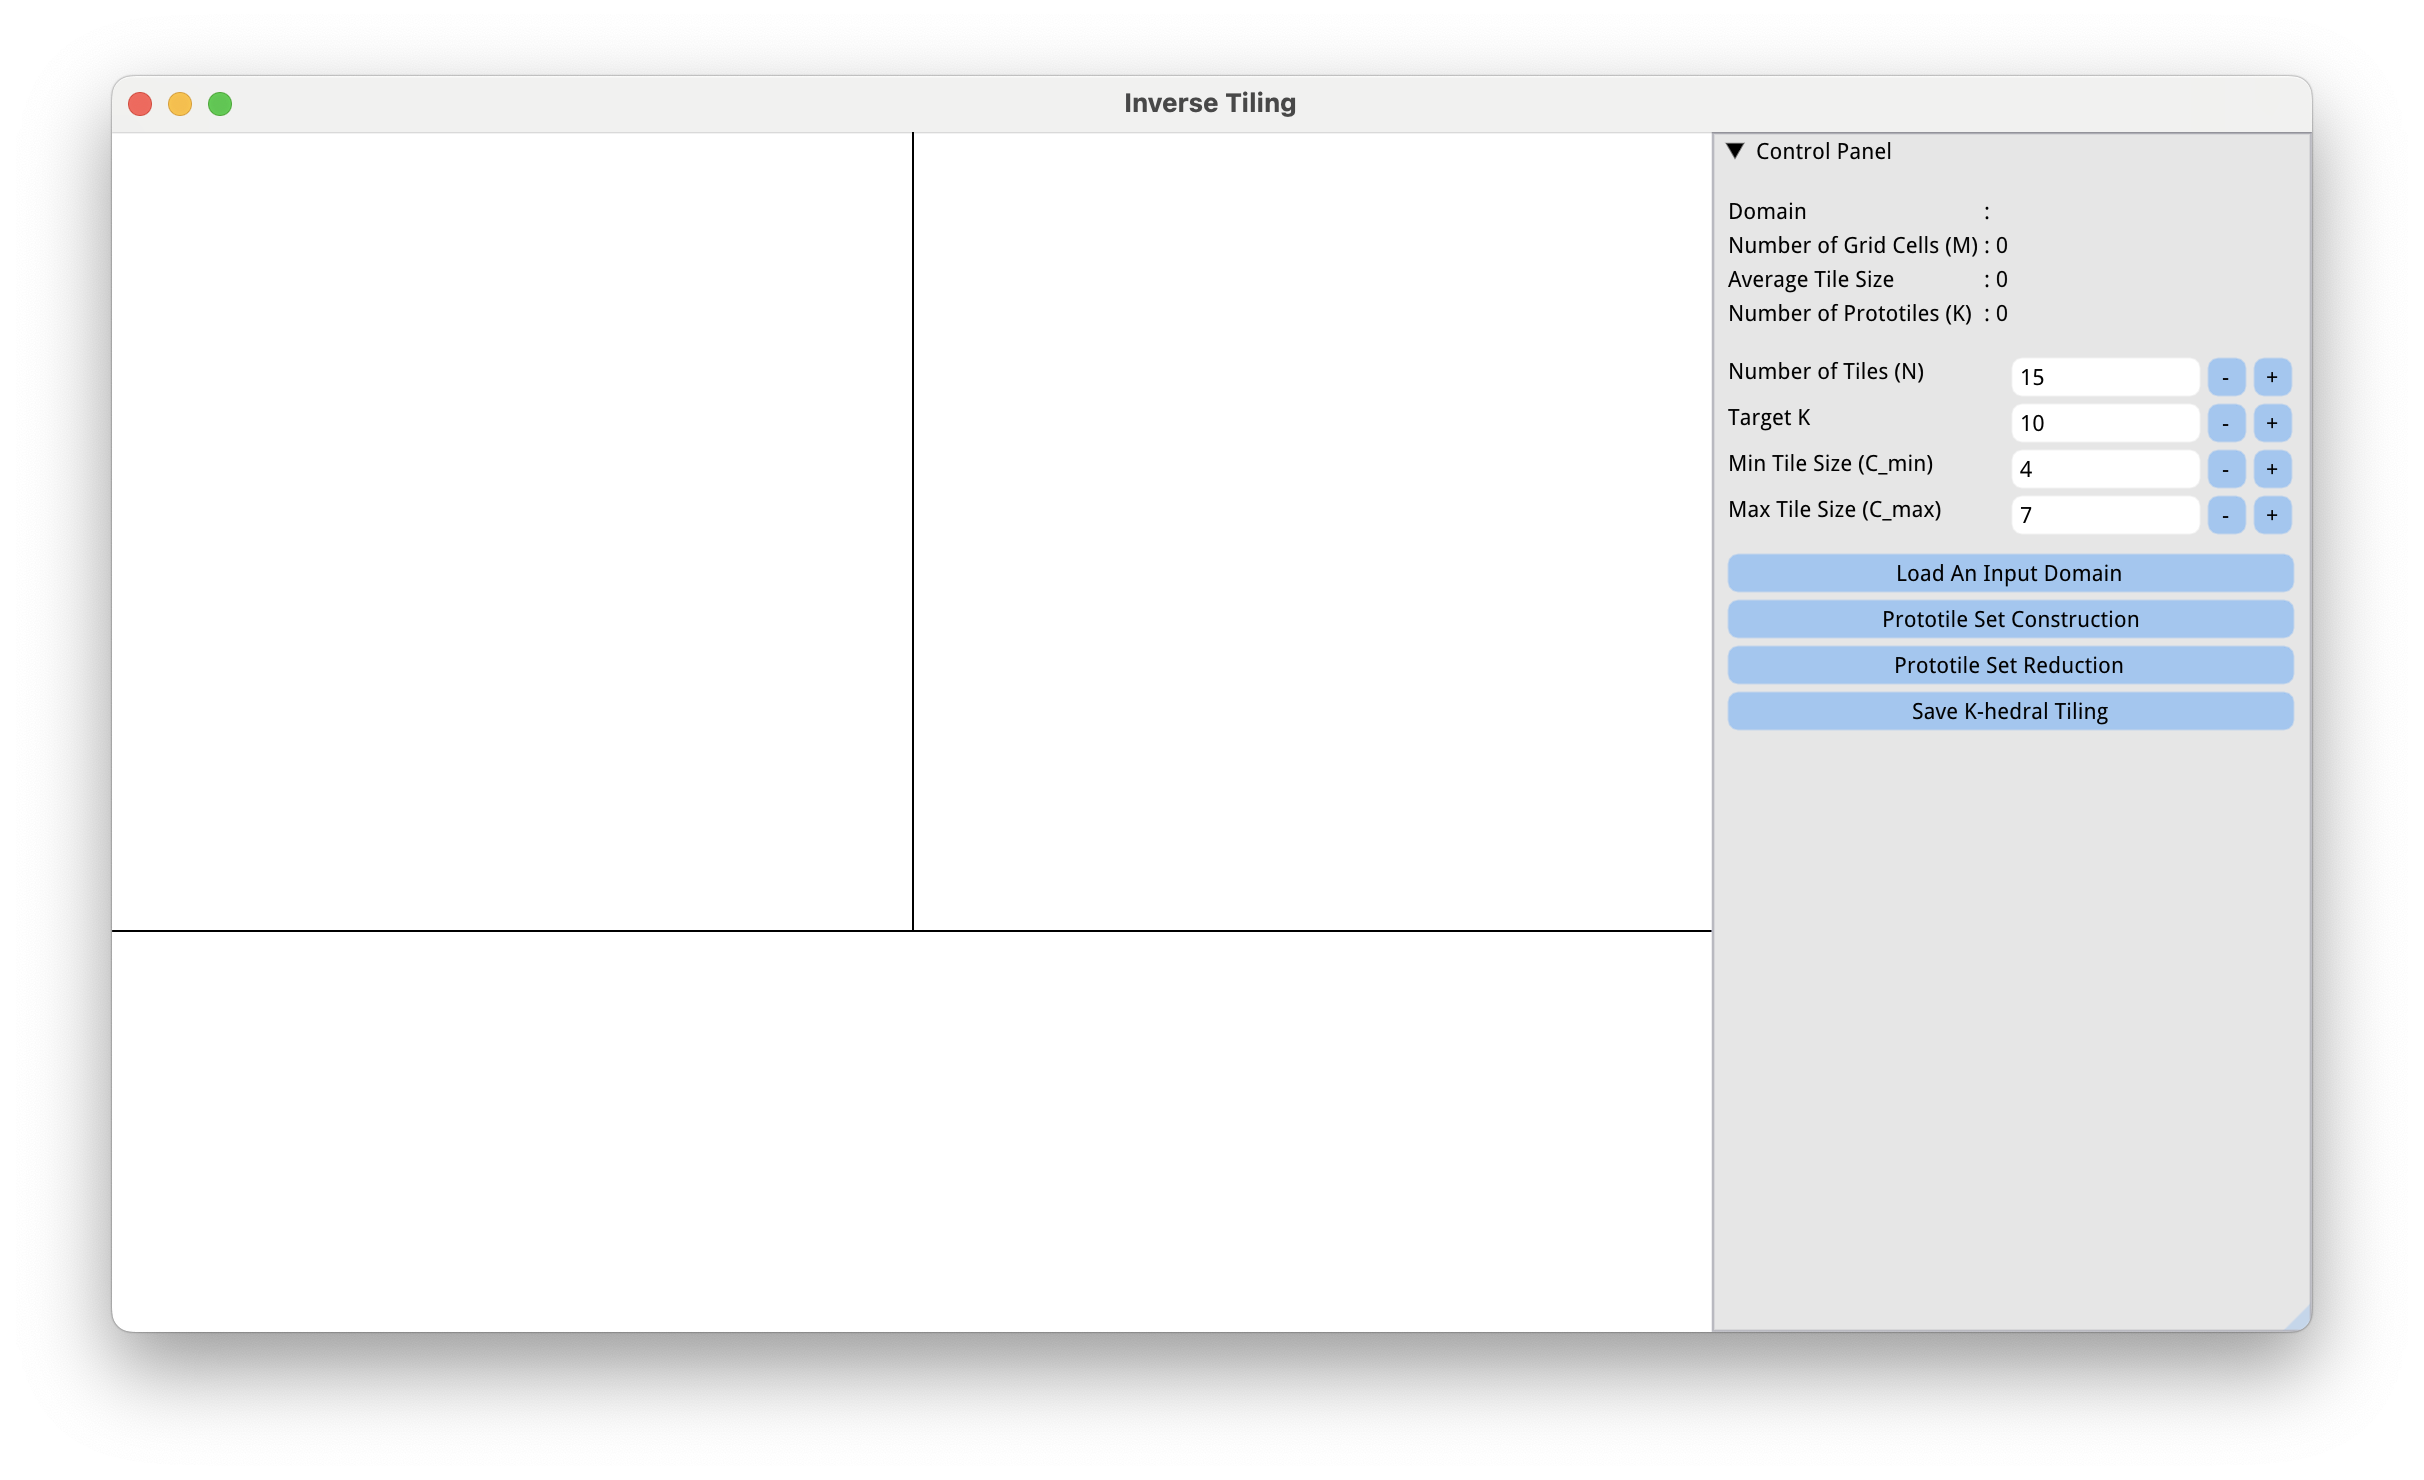 Inverse Tiling
Control Panel
Domain :
Number of Grid Cells (M) : 0
Average Tile Size : 0
Number of Prototiles (K) : 0
Number of Tiles (N) 15 - +
Target K 10 - +
Min Tile Size (C_min) 4 - +
Max Tile Size (C_max) 7 - +
Load An Input Domain
Prototile Set Construction
Prototile Set Reduction
Save K-hedral Tiling